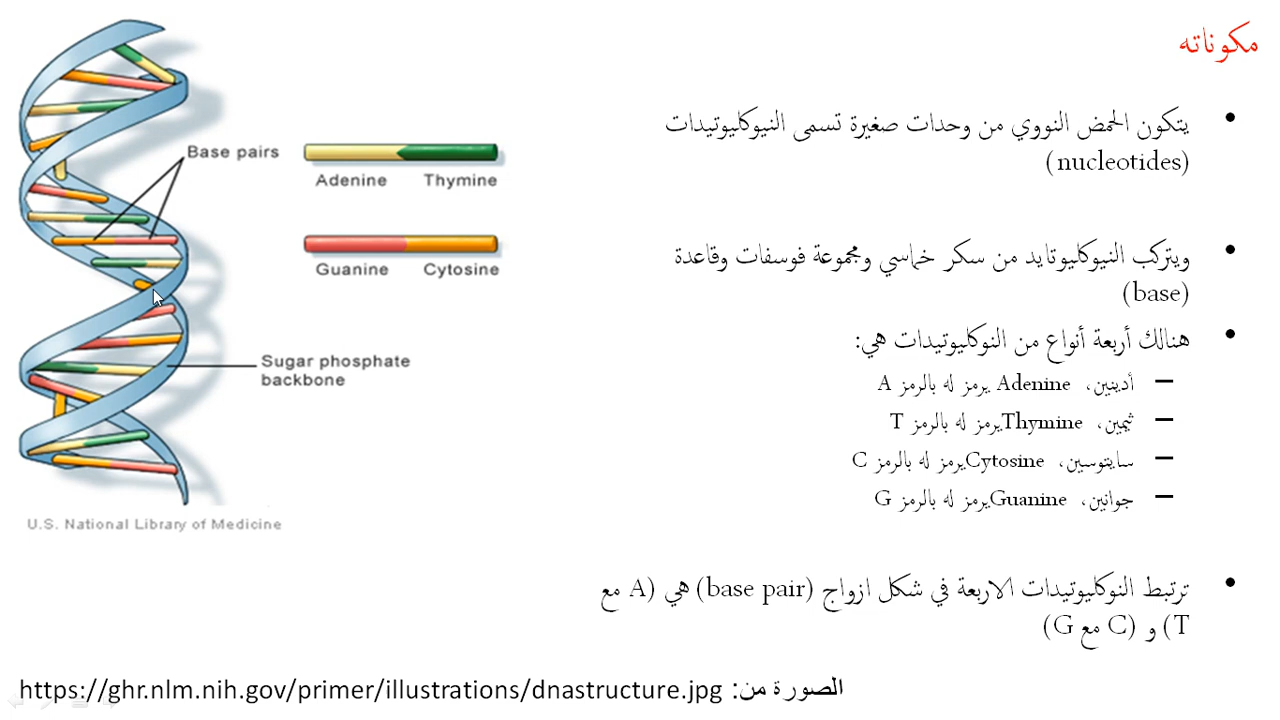 مكوناته
يتكون الحمض النووي من وحدات صغيرة تسمى النيوكليوتيدات
(nucleotides)
ويتركب النيوكليوتايد من سكر خماسي ومجموعة فوسفات وقاعدة
(base)
هنالك أربعة أنواع من النوكليوتيدات هي:
أدينين، Adenine يرمز له بالرمز A
ثيمين، Thymineيرمز له بالرمز T
سايتوسين، Cytosineيرمز له بالرمز C
جوانين، Guanineيرمز له بالرمز G
ترتبط النوكليوتيدات الاربعة في شكل ازواج (base pair) هي (A مع
T) و (C مع G)
Base pairs
Adenine Thymine
Guanine Cytosine
Sugar phosphate
backbone
U.S. National Library of Medicine
الصورة من: https://ghr.nlm.nih.gov/primer/illustrations/dnastructure.jpg